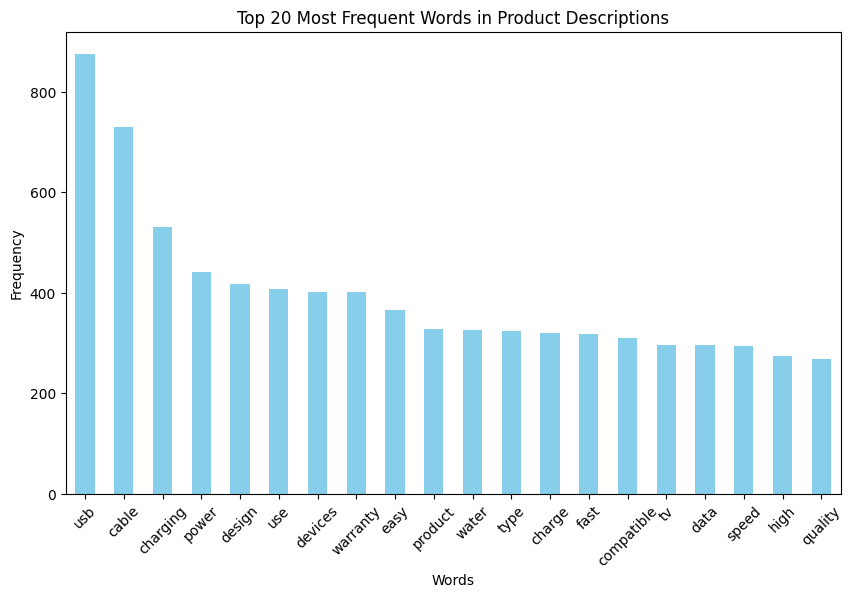 Top 20 Most Frequent Words in Product Descriptions
Frequency
800
600
400
200
0
usb
cable
charging
power
design
use
devices
warranty
easy
product
water
type
charge
fast
compatible
tv
data
speed
high
quality
Words